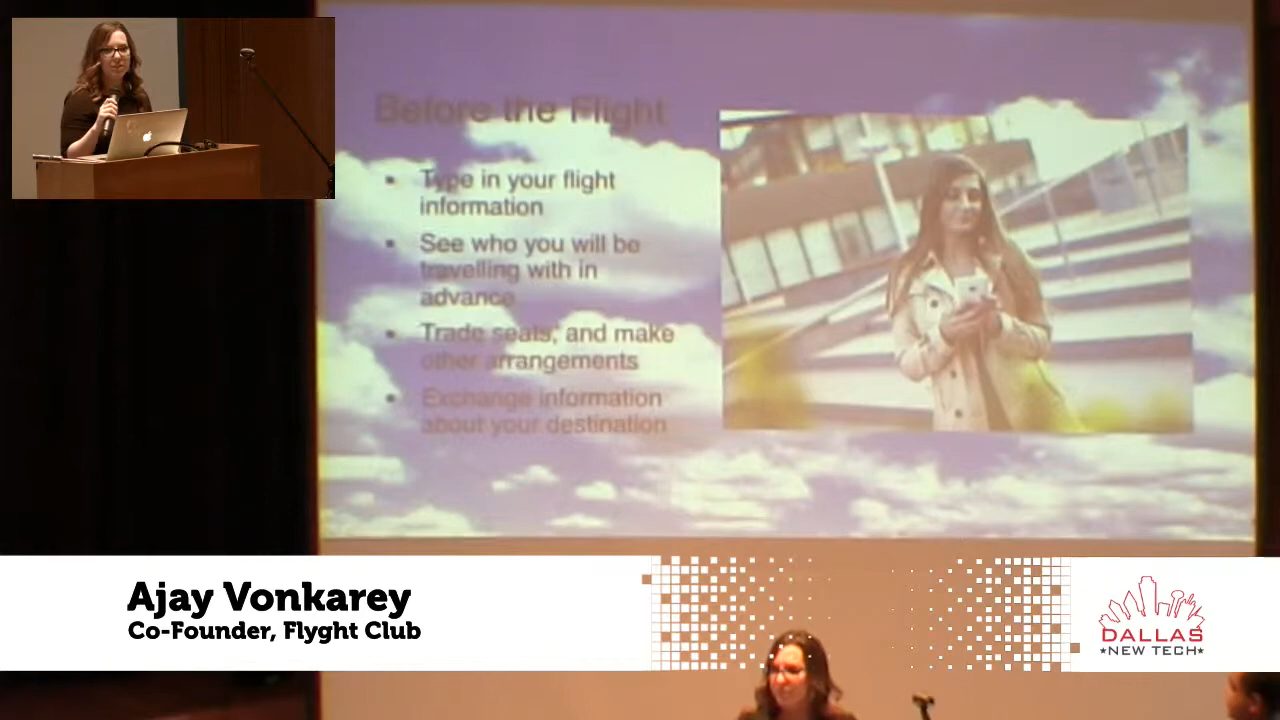 Before the Flight
Type in your flight
information
See who you will be
travelling with in
advance
Trade seats, and make
other arrangements
Exchange information
about your destination
Ajay Vonkarey
Co-Founder, Flyght Club
DALLAS
NEW TECH